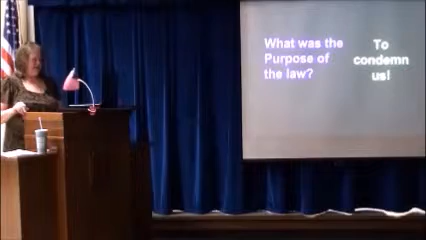 What was the
Purpose of
the law?
To
condemn
us!